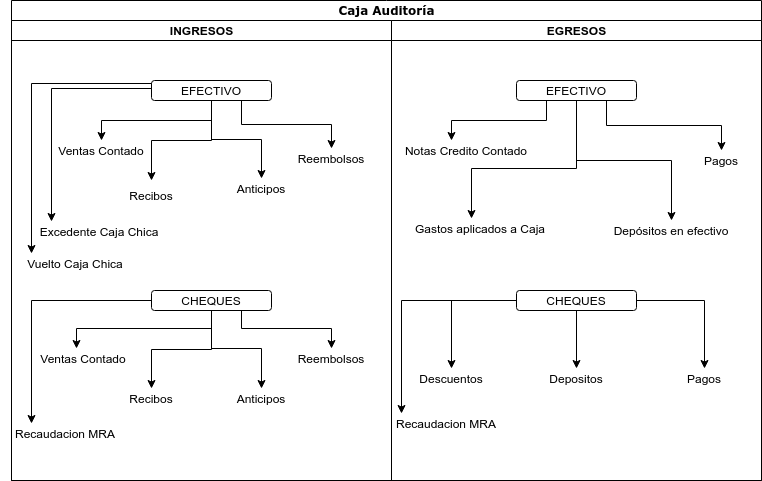 Caja Auditoría
INGRESOS
EGRESOS
EFECTIVO
Ventas Contado
Reembolsos
Recibos
Anticipos
Excedente Caja Chica
Vuelto Caja Chica
CHEQUES
Ventas Contado
Reembolsos
Recibos
Anticipos
Recaudacion MRA
EFECTIVO
Notas Credito Contado
Pagos
Gastos aplicados a Caja
Depósitos en efectivo
CHEQUES
Descuentos
Depositos
Pagos
Recaudacion MRA